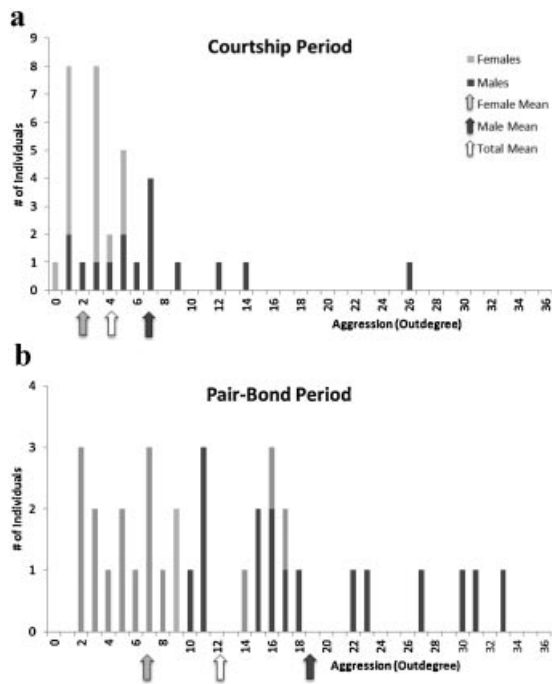 a
Courtship Period
9
8
7
6
5
4
3
2
1
0
# of Individuals
Females
Males
Female Mean
Male Mean
Total Mean
0 2 4 6 8 10 12 14 16 18 20 22 24 26 28 30 32 34 36
Aggression (Outdegree)
b
Pair-Bond Period
4
3
2
1
0
# of Individuals
0 2 4 6 8 10 12 14 16 18 20 22 24 26 28 30 32 34 36
Aggression (Outdegree)